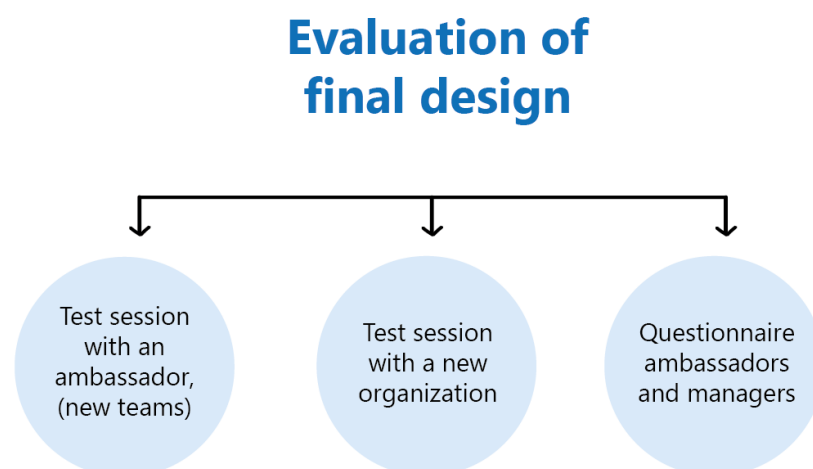 Evaluation of
final design
Test session
with an
ambassador,
(new teams)
Test session
with a new
organization
Questionnaire
ambassadors
and managers